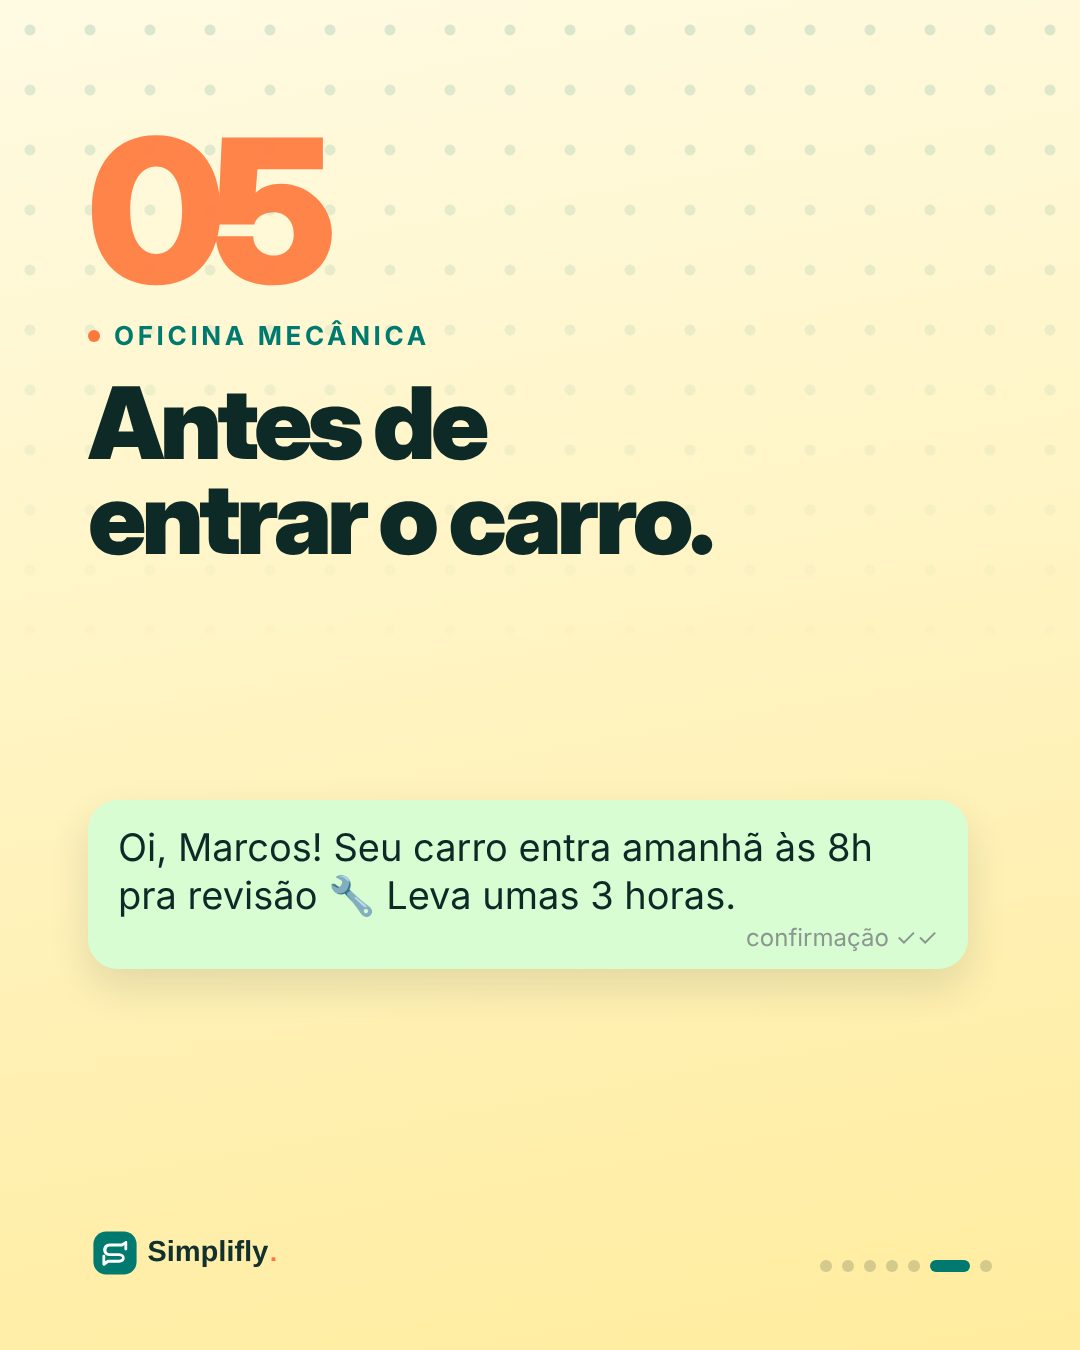 05
OFICINA MECÂNICA
Antes de
entrar o carro.
Oi, Marcos! Seu carro entra amanhã às 8h
pra revisão 🔧 Leva umas 3 horas.
confirmação ✓✓
Simplifly.